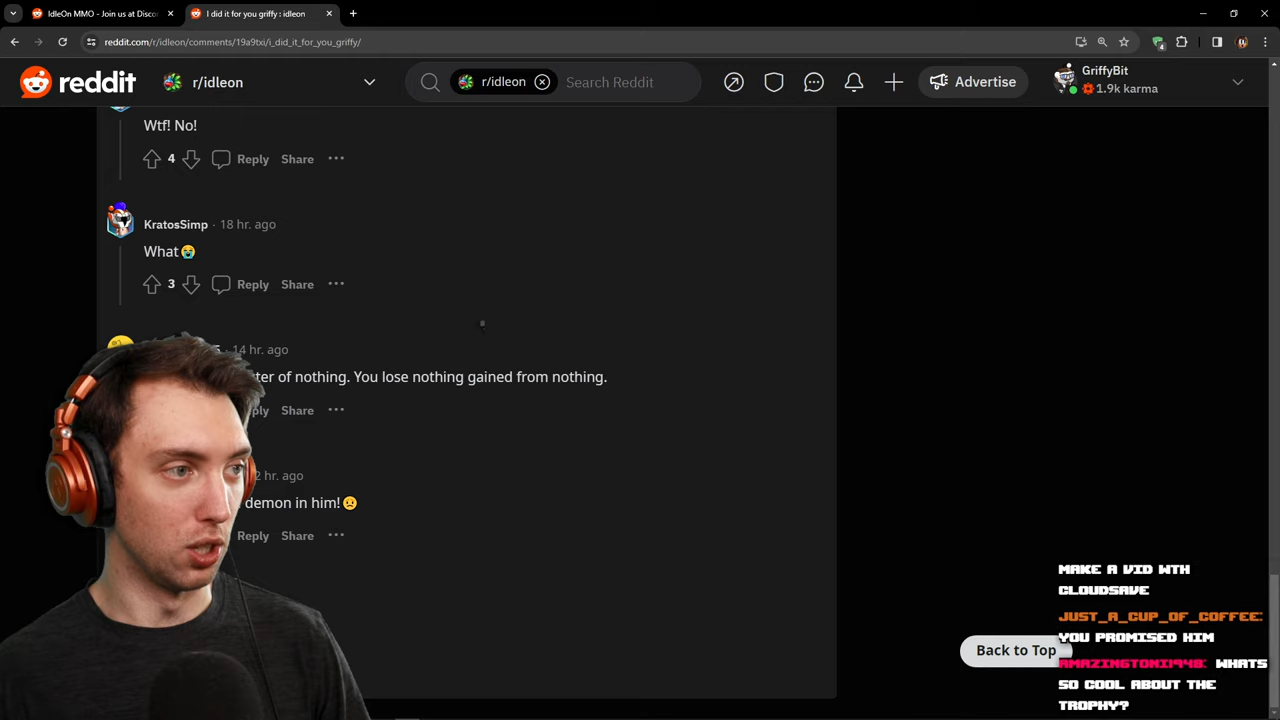 IdleOn MMO - Join us at Disco
I did it for you griffy : idleon
reddit.com/r/idleon/comments/19a9txi/i_did_it_for_you_griffy/
reddit
r/idleon
r/idleon
Search Reddit
Advertise
GriffyBit
1.9k karma
Wtf! No!
4 Reply Share
KratosSimp · 18 hr. ago
What😭
3 Reply Share
14 hr. ago
of nothing. You lose nothing gained from nothing.
Share
hr. ago
demon in him!☹️
Reply Share
Back to Top
MAKE A VID WTH
CLOUDSAVE
JUST_A_CUP_OF_COFFEE:
YOU PROMISED HIM
AMAZINGTONI1948: WHATS
SO COOL ABOUT THE
TROPHY?